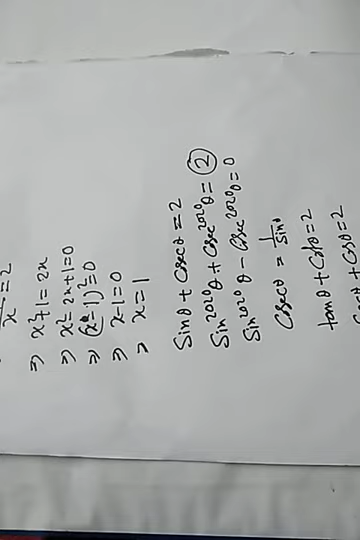 x = 2
⇒ x² + 1 = 2x
⇒ x² - 2x + 1 = 0
⇒ (x - 1)² = 0
⇒ x - 1 = 0
⇒ x = 1
Sinθ + Cosecθ = 2
Sin²⁰²⁰θ + Cosec²⁰²⁰θ = 2
Sin²⁰²⁰θ - Cosec²⁰²⁰θ = 0
Cosecθ = 1/Sinθ
tanθ + Cotθ = 2